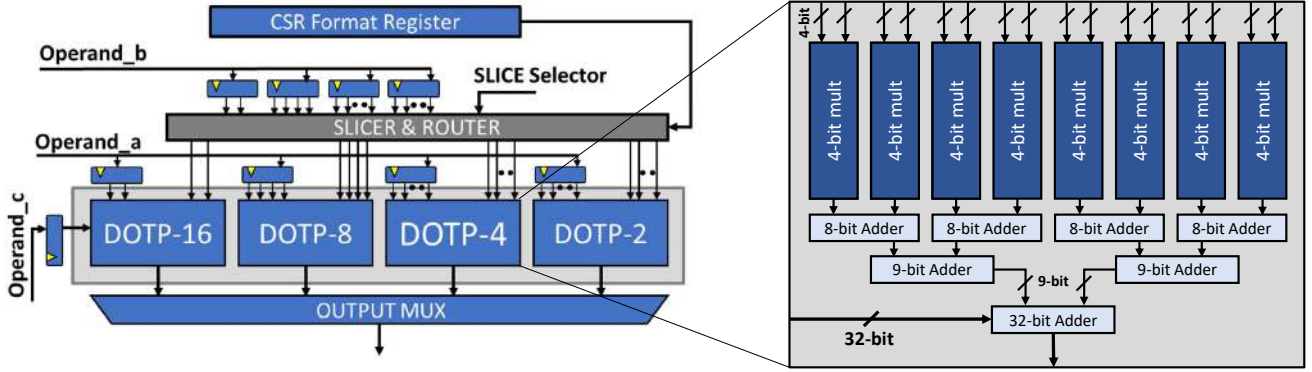 CSR Format Register
Operand_b
SLICE Selector
SLICER & ROUTER
Operand_a
Operand_c
DOTP-16
DOTP-8
DOTP-4
DOTP-2
OUTPUT MUX
4-bit
4-bit mult
4-bit mult
4-bit mult
4-bit mult
4-bit mult
4-bit mult
4-bit mult
4-bit mult
8-bit Adder
8-bit Adder
8-bit Adder
8-bit Adder
9-bit Adder
9-bit
9-bit Adder
32-bit Adder
32-bit